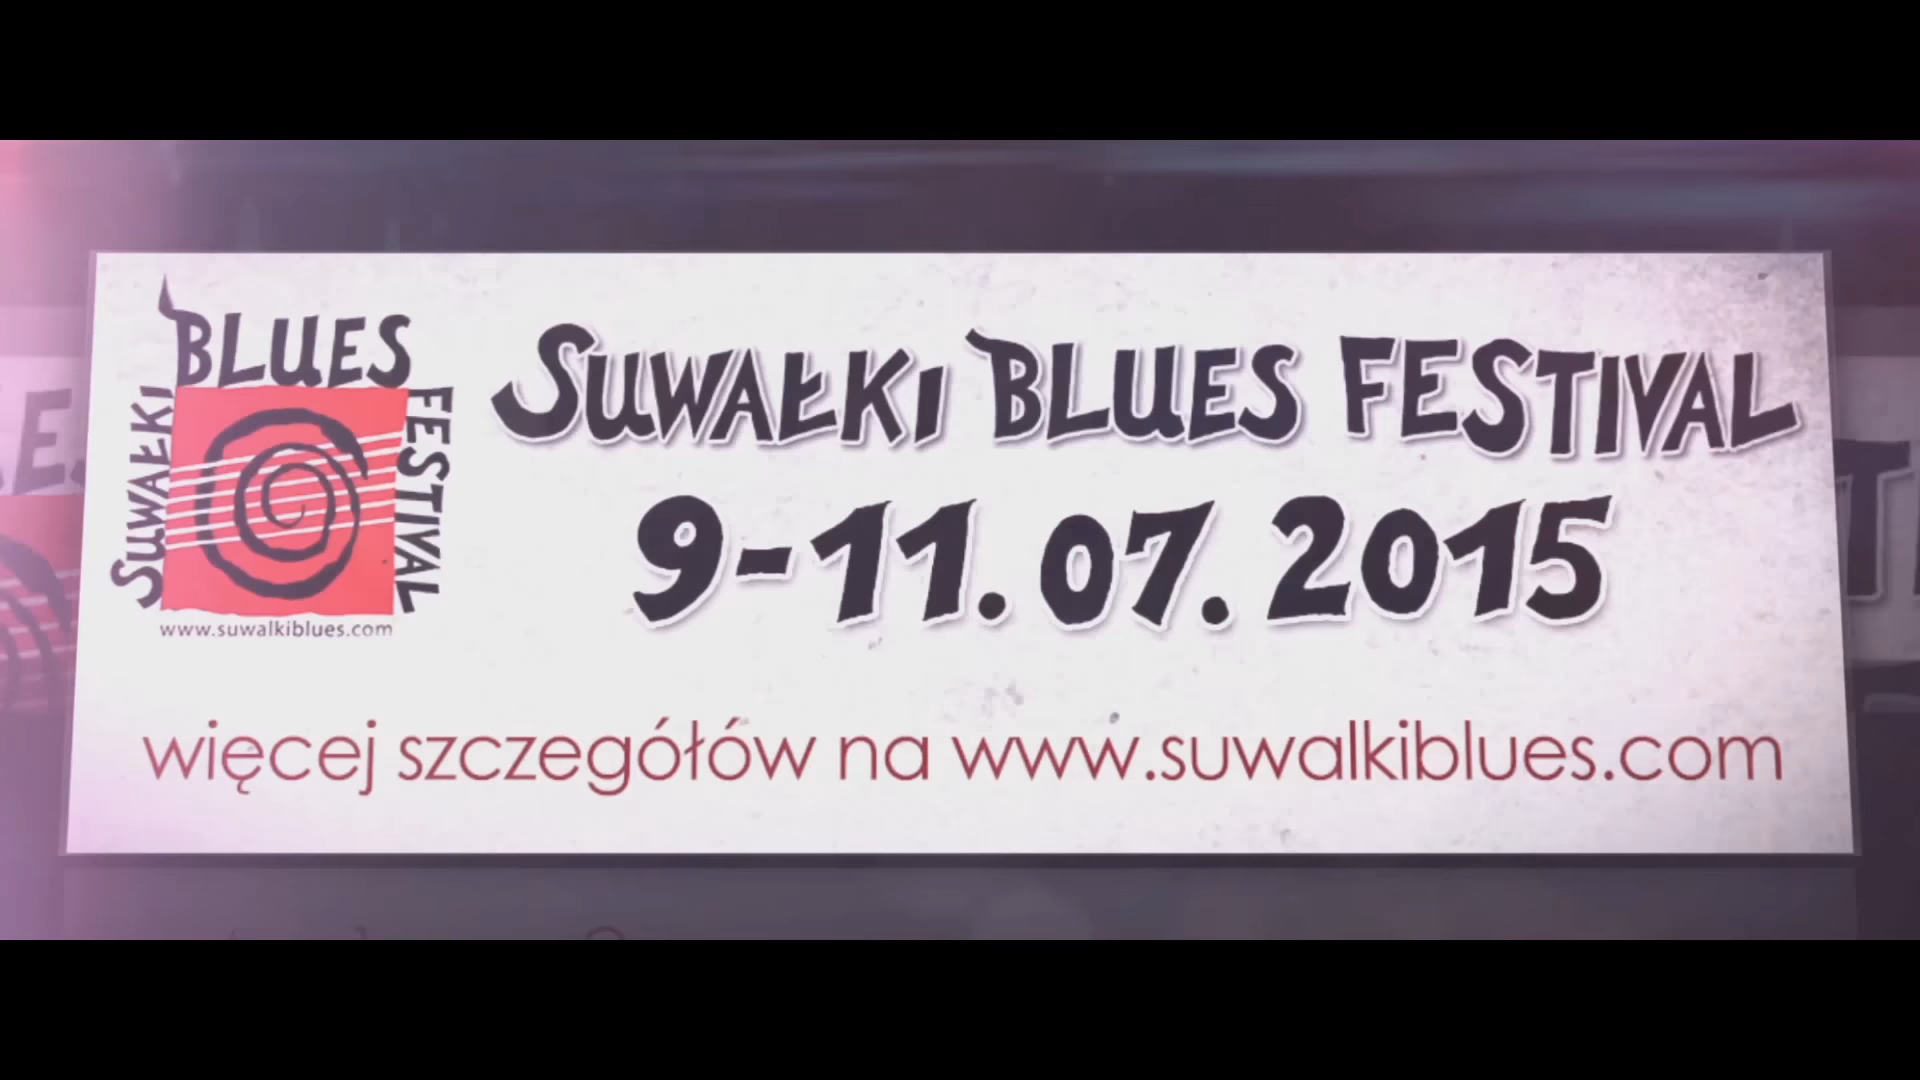 BLUES
SUWAŁKI
FESTIVAL
www.suwalkiblues.com
SUWAŁKI BLUES FESTIVAL
9-11.07.2015
więcej szczegółów na www.suwalkiblues.com